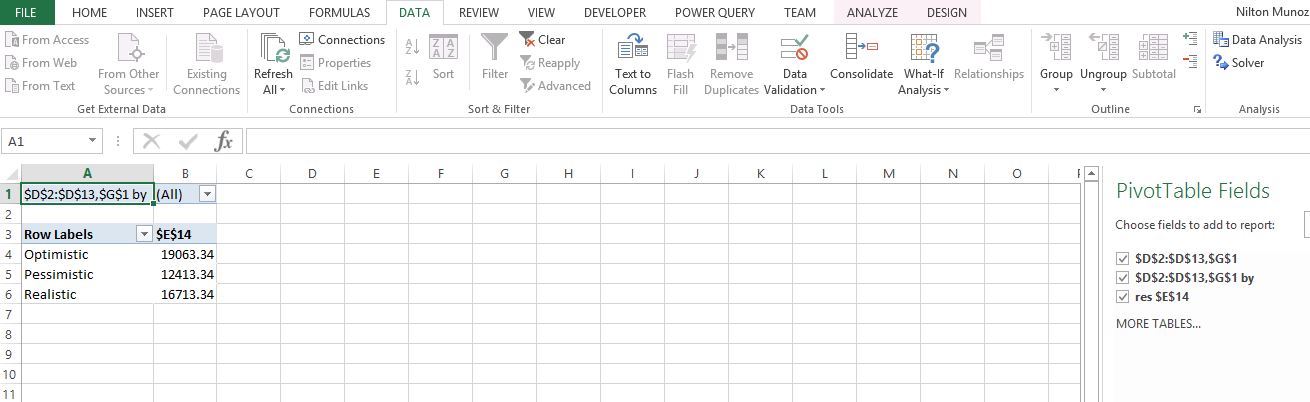 FILE HOME INSERT PAGE LAYOUT FORMULAS DATA REVIEW VIEW DEVELOPER POWER QUERY TEAM ANALYZE DESIGN Nilton Munoz
From Access
From Web
From Text
From Other
Sources
Existing
Connections
Get External Data
Refresh
All
Connections
Properties
Edit Links
Connections
Sort
Filter
Clear
Reapply
Advanced
Sort & Filter
Text to
Columns
Flash
Fill
Remove
Duplicates
Data
Validation
Consolidate
What-If
Analysis
Relationships
Data Tools
Group
Ungroup
Subtotal
Outline
Data Analysis
Solver
Analysis
A1 fx
A B C D E F G H I J K L M N O
1 $D$2:$D$13,$G$1 by (All)
2
3 Row Labels $E$14
4 Optimistic 19063.34
5 Pessimistic 12413.34
6 Realistic 16713.34
7
8
9
10
11
PivotTable Fields
Choose fields to add to report:
$D$2:$D$13,$G$1
$D$2:$D$13,$G$1 by
res $E$14
MORE TABLES...